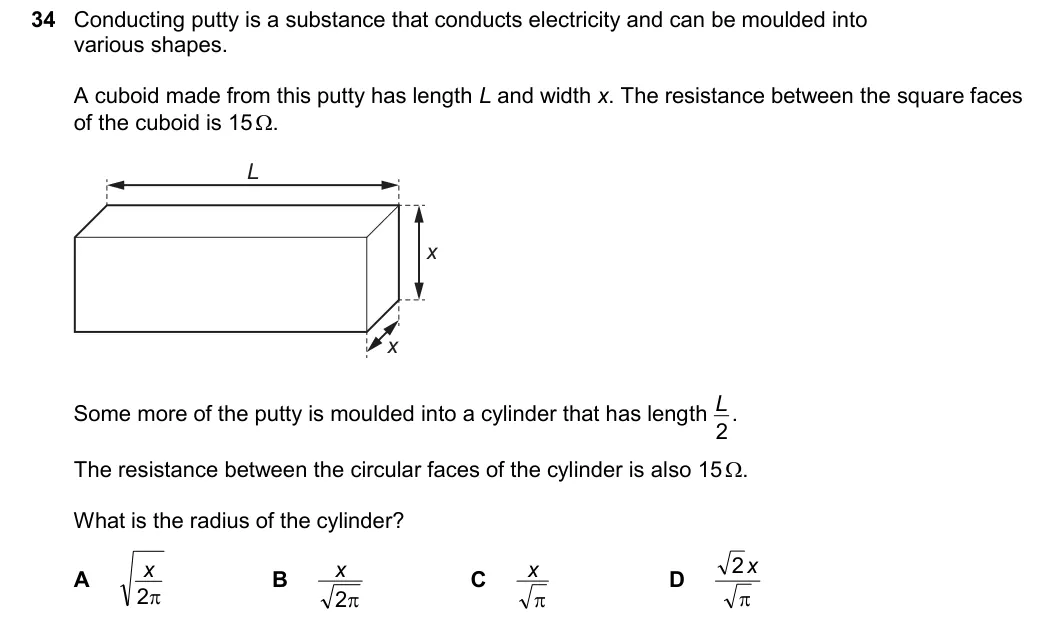 34 Conducting putty is a substance that conducts electricity and can be moulded into
various shapes.
A cuboid made from this putty has length L and width x. The resistance between the square faces
of the cuboid is 15Ω.
L
x
x
Some more of the putty is moulded into a cylinder that has length L/2.
The resistance between the circular faces of the cylinder is also 15Ω.
What is the radius of the cylinder?
A √(x/2π) B x/√(2π) C x/√π D √2x/√π